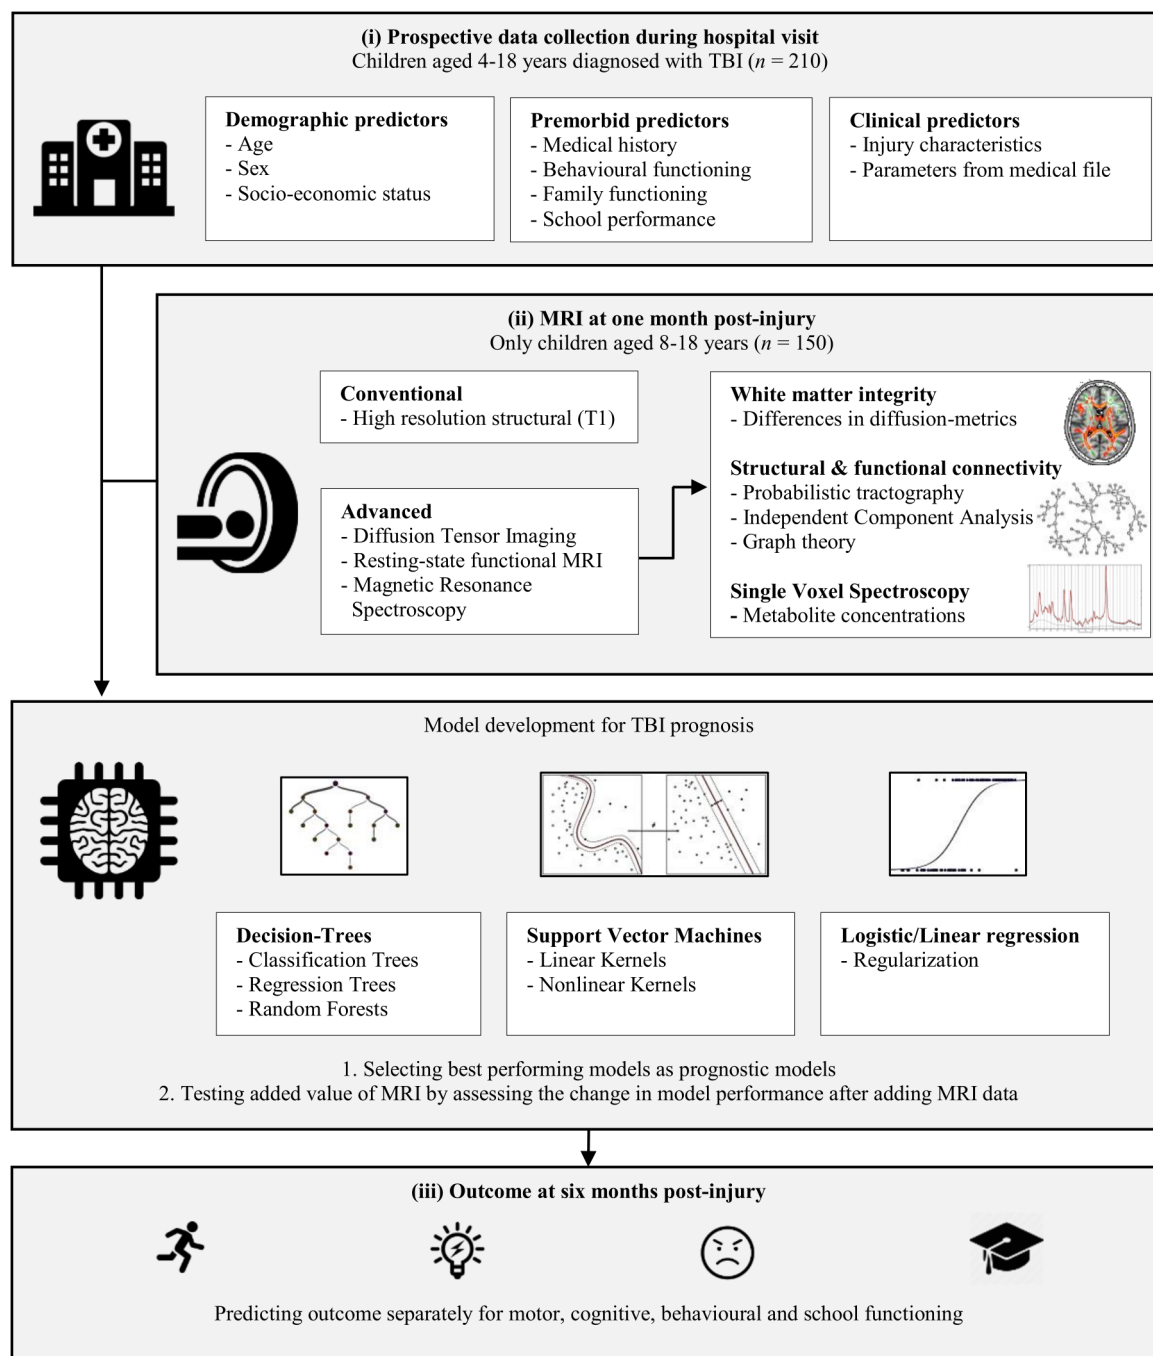 (i) Prospective data collection during hospital visit
Children aged 4-18 years diagnosed with TBI (n = 210)
Demographic predictors
- Age
- Sex
- Socio-economic status
Premorbid predictors
- Medical history
- Behavioural functioning
- Family functioning
- School performance
Clinical predictors
- Injury characteristics
- Parameters from medical file
(ii) MRI at one month post-injury
Only children aged 8-18 years (n = 150)
Conventional
- High resolution structural (T1)
Advanced
- Diffusion Tensor Imaging
- Resting-state functional MRI
- Magnetic Resonance
Spectroscopy
White matter integrity
- Differences in diffusion-metrics
Structural & functional connectivity
- Probabilistic tractography
- Independent Component Analysis
- Graph theory
Single Voxel Spectroscopy
- Metabolite concentrations
Model development for TBI prognosis
Decision-Trees
- Classification Trees
- Regression Trees
- Random Forests
Support Vector Machines
- Linear Kernels
- Nonlinear Kernels
Logistic/Linear regression
- Regularization
1. Selecting best performing models as prognostic models
2. Testing added value of MRI by assessing the change in model performance after adding MRI data
(iii) Outcome at six months post-injury
Predicting outcome separately for motor, cognitive, behavioural and school functioning